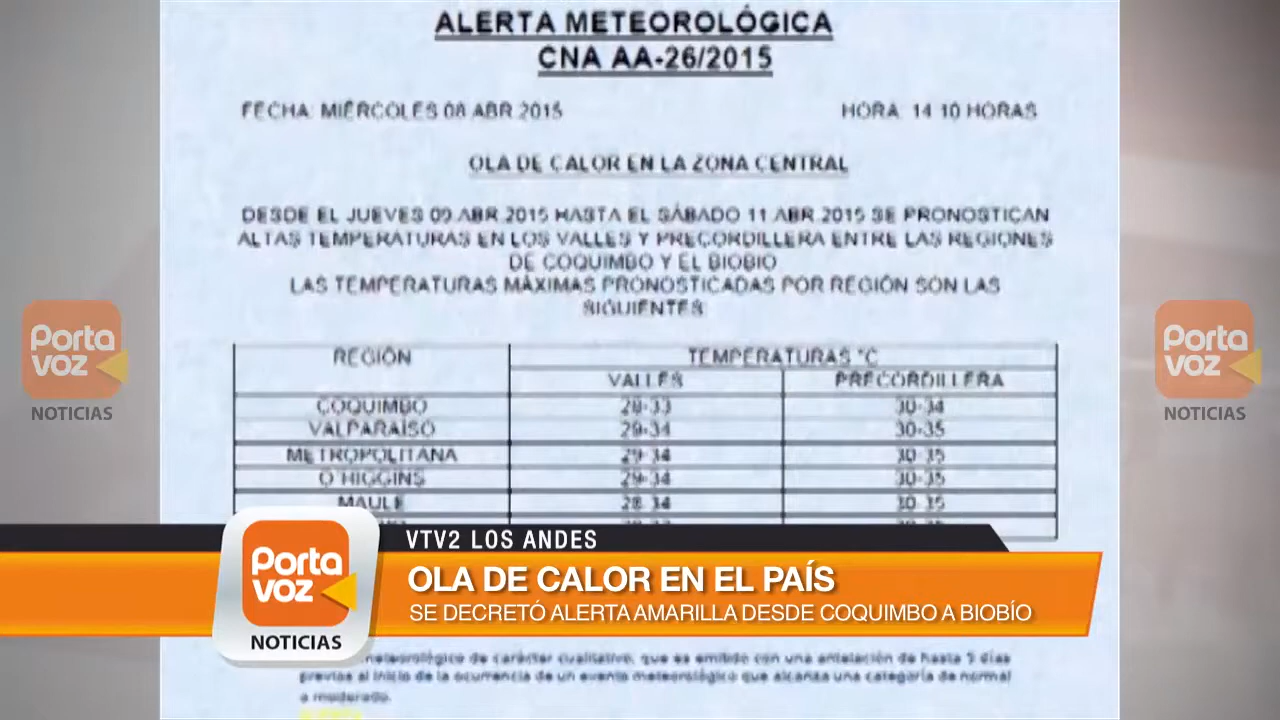 ALERTA METEOROLÓGICA
CNA AA-26/2015
FECHA: MIÉRCOLES 08 ABR 2015 HORA: 14 10 HORAS
OLA DE CALOR EN LA ZONA CENTRAL
DESDE EL JUEVES 09 ABR 2015 HASTA EL SÁBADO 11 ABR 2015 SE PRONOSTICAN
ALTAS TEMPERATURAS EN LOS VALLES Y PRECORDILLERA ENTRE LAS REGIONES
DE COQUIMBO Y EL BIOBIO
LAS TEMPERATURAS MÁXIMAS PRONOSTICADAS POR REGIÓN SON LAS
SIGUIENTES
REGIÓN TEMPERATURAS °C
VALLES PRECORDILLERA
COQUIMBO 28-33 30-34
VALPARAÍSO 29-34 30-35
METROPOLITANA 29-34 30-35
O'HIGGINS 29-34 30-35
MAULE 28-34 30-35
Porta
voz
NOTICIAS
Porta
voz
NOTICIAS
VTV2 LOS ANDES
OLA DE CALOR EN EL PAÍS
SE DECRETÓ ALERTA AMARILLA DESDE COQUIMBO A BIOBÍO
Porta
voz
NOTICIAS
meteorológico de carácter cualitativo, que es emitido con una antelación de hasta 5 días
previos al inicio de la ocurrencia de un evento meteorológico que alcanza una categoría de normal
a moderado.